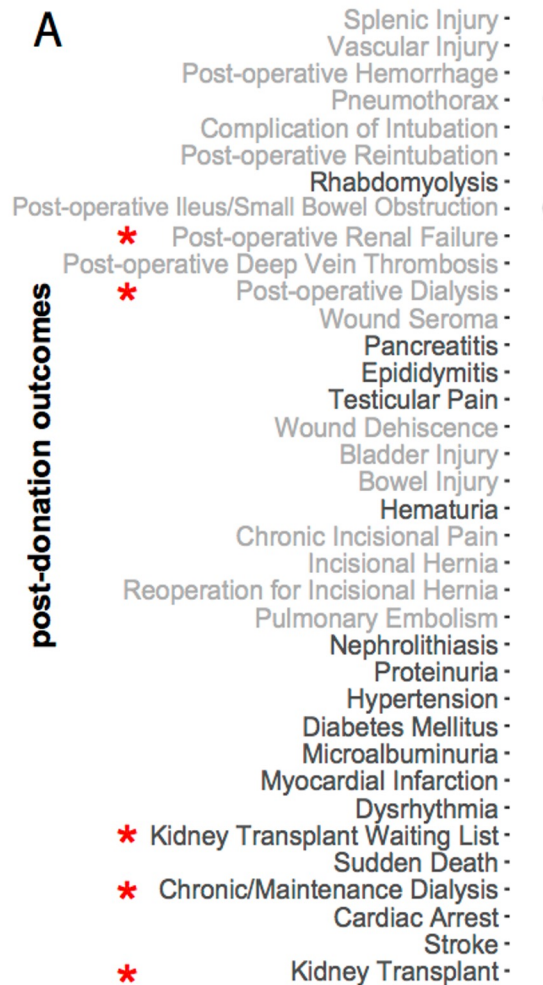 A
Splenic Injury
Vascular Injury
Post-operative Hemorrhage
Pneumothorax
Complication of Intubation
Post-operative Reintubation
Rhabdomyolysis
Post-operative Ileus/Small Bowel Obstruction
* Post-operative Renal Failure
Post-operative Deep Vein Thrombosis
* Post-operative Dialysis
Wound Seroma
Pancreatitis
Epididymitis
Testicular Pain
Wound Dehiscence
Bladder Injury
Bowel Injury
Hematuria
Chronic Incisional Pain
Incisional Hernia
Reoperation for Incisional Hernia
Pulmonary Embolism
Nephrolithiasis
Proteinuria
Hypertension
Diabetes Mellitus
Microalbuminuria
Myocardial Infarction
Dysrhythmia
* Kidney Transplant Waiting List
Sudden Death
* Chronic/Maintenance Dialysis
Cardiac Arrest
Stroke
* Kidney Transplant
post-donation outcomes